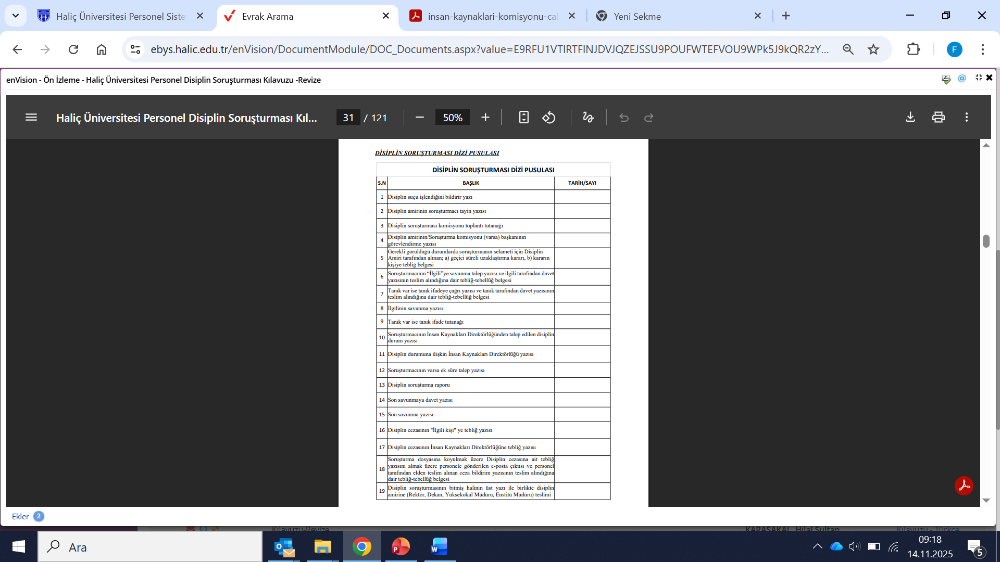 Haliç Üniversitesi Personel Siste
Evrak Arama
insan-kaynaklari-komisyonu-cal
Yeni Sekme
ebys.halic.edu.tr/enVision/DocumentModule/DOC_Documents.aspx?value=E9RFU1VTlRTFlNJDVJQZEJSSU9POUFWTEFVOU9WPk5J9kQR2zY...
F
enVision - Ön İzleme - Haliç Üniversitesi Personel Disiplin Soruşturması Kılavuzu -Revize
@
Haliç Üniversitesi Personel Disiplin Soruşturması Kıl...
31 / 121
50%
DİSİPLİN SORUŞTURMASI DİZİ PUSULASI
DİSİPLİN SORUŞTURMASI DİZİ PUSULASI
S.N BAŞLIK TARİH/SAYI
1 Disiplin suçu işlendiğini bildirir yazı
2 Disiplin amirinin soruşturmacı tayin yazısı
3 Disiplin soruşturması komisyonu toplantı tutanağı
4 Disiplin amirinin/Soruşturma komisyonu (varsa) başkanının
görevlendirme yazısı
5 Gerekli görüldüğü durumlarda soruşturmanın selameti için Disiplin
Amiri tarafından alınan; a) geçici süreli uzaklaştırma kararı, b) kararın
kişiye tebliğ belgesi
6 Soruşturmacının “İlgili”ye savunma talep yazısı ve ilgili tarafından davet
yazısının teslim alındığına dair tebliğ-tebellüğ belgesi
7 Tanık var ise tanık ifadeye çağrı yazısı ve tanık tarafından davet yazısının
teslim alındığına dair tebliğ-tebellüğ belgesi
8 İlgilinin savunma yazısı
9 Tanık var ise tanık ifade tutanağı
10 Soruşturmacının İnsan Kaynakları Direktörlüğünden talep edilen disiplin
durum yazısı
11 Disiplin durumuna ilişkin İnsan Kaynakları Direktörlüğü yazısı
12 Soruşturmacının varsa ek süre talep yazısı
13 Disiplin soruşturma raporu
14 Son savunmaya davet yazısı
15 Son savunma yazısı
16 Disiplin cezasının "İlgili kişi" ye tebliğ yazısı
17 Disiplin cezasının İnsan Kaynakları Direktörlüğüne tebliğ yazısı
18 Soruşturma dosyasına koyulmak üzere Disiplin cezasına ait tebliğ
yazısını almak üzere personele gönderilen e-posta çıktısı ve personel
tarafından elden teslim alınan ceza bildirim yazısının teslim alındığına
dair tebliğ-tebellüğ belgesi
19 Disiplin soruşturmasının bitmiş halinin üst yazı ile birlikte disiplin
amirine (Rektör, Dekan, Yüksekokul Müdürü, Enstitü Müdürü) teslimi
Ekler 2
Kılavuzu-Revize
KARASAKAL, Hilal Sultan
Kılavuzu - Türkçe
Ara
09:18
14.11.2025
5